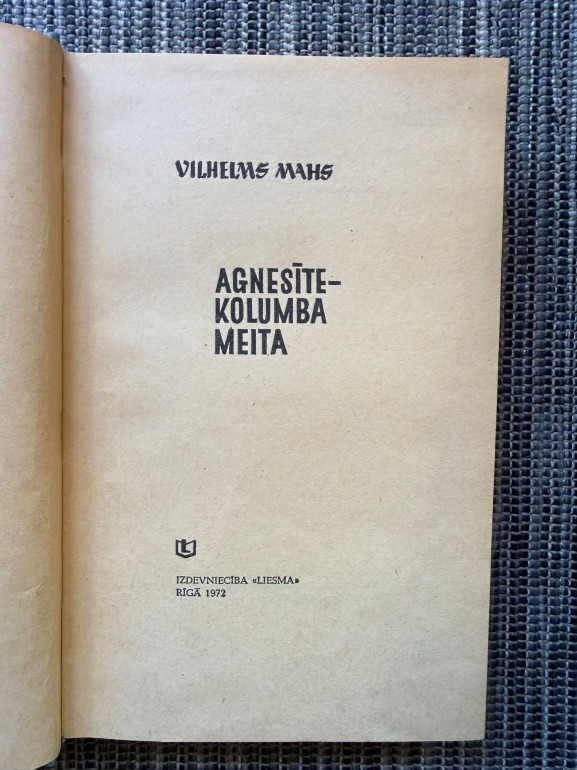 VILHELMS MAHS
AGNESĪTE–
KOLUMBA
MEITA
IZDEVNIECĪBA «LIESMA»
RĪGĀ 1972